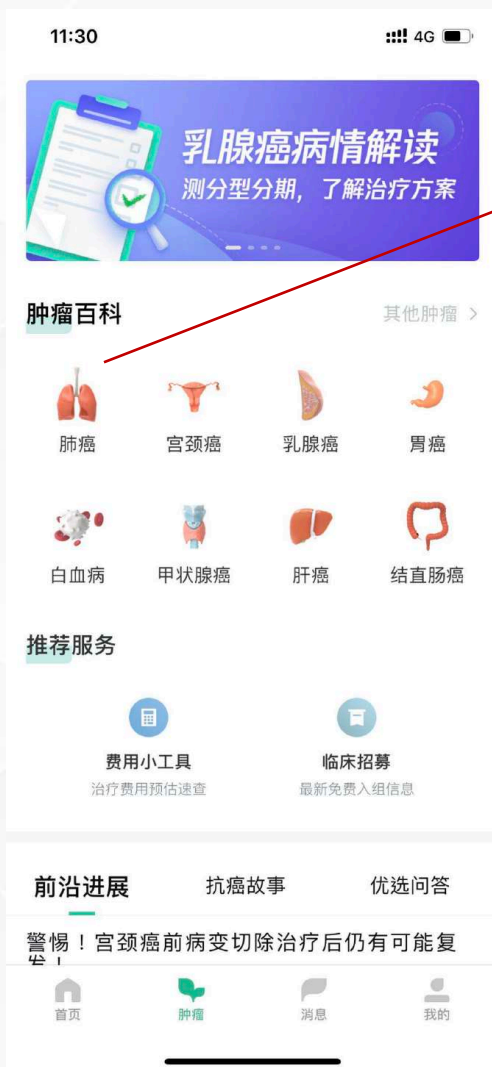 11:30
4G
乳腺癌病情解读
测分型分期，了解治疗方案
肿瘤百科
其他肿瘤 >
肺癌 宫颈癌 乳腺癌 胃癌
白血病 甲状腺癌 肝癌 结直肠癌
推荐服务
费用小工具 临床招募
治疗费用预估速查 最新免费入组信息
前沿进展 抗癌故事 优选问答
警惕！宫颈癌前病变切除治疗后仍有可能复
发！
首页 肿瘤 消息 我的